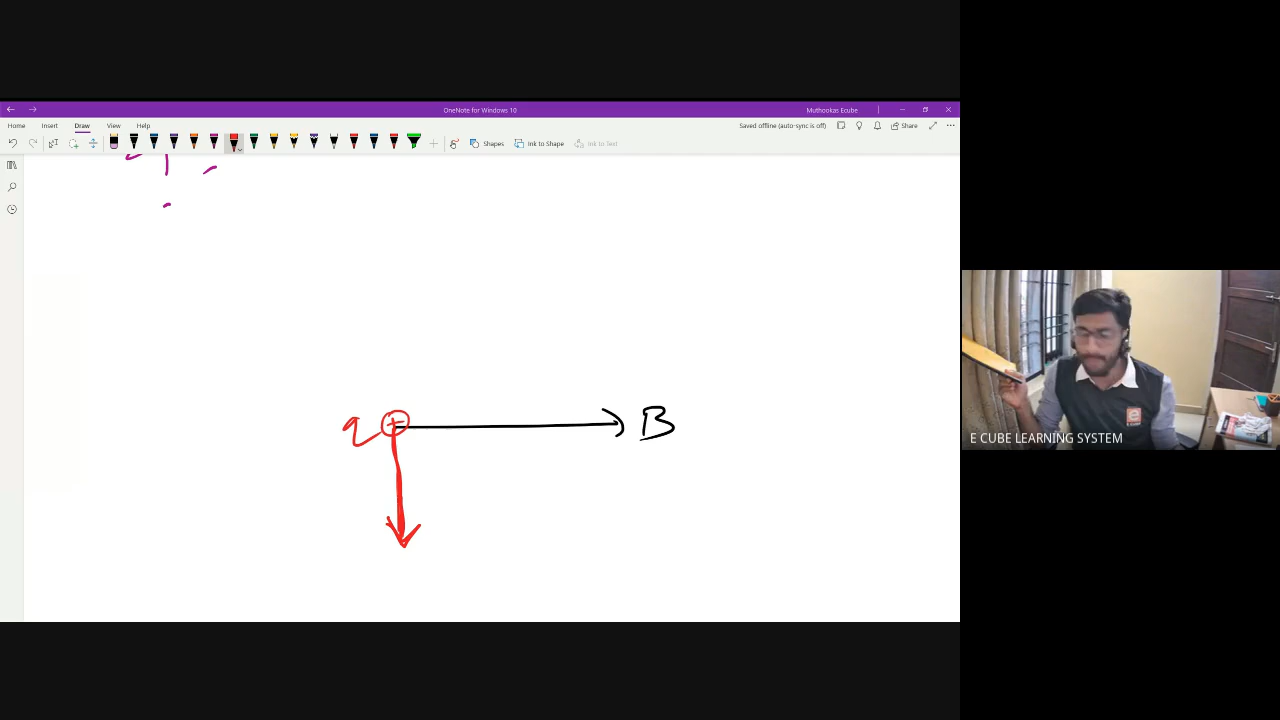 OneNote for Windows 10
Muthookas Ecube
Home Insert Draw View Help
Saved offline (auto-sync is off)
Share
Shapes
Ink to Shape
Ink to Text
q + B
E CUBE LEARNING SYSTEM